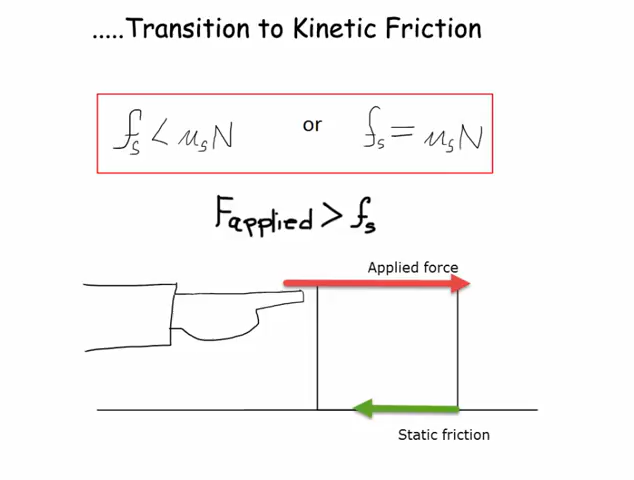 .....Transition to Kinetic Friction
fₛ < μₛN or fₛ = μₛN
Fapplied > fₛ
Applied force
Static friction